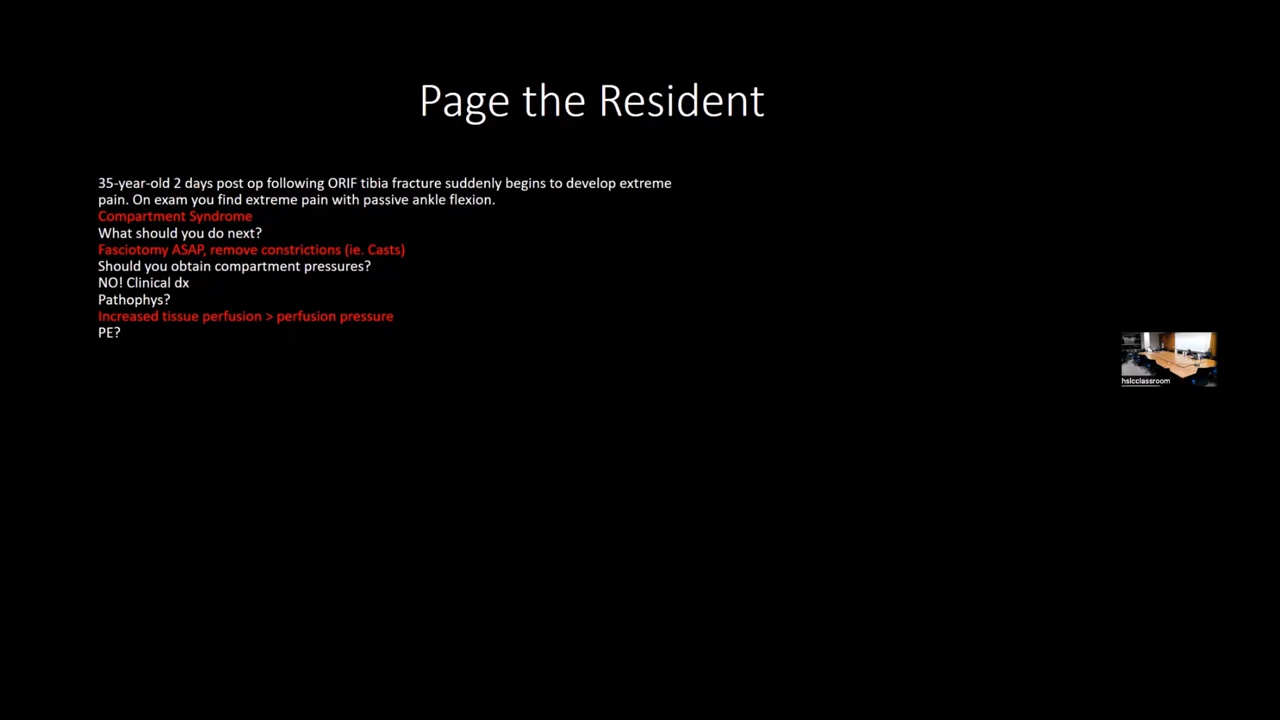 Page the Resident
35-year-old 2 days post op following ORIF tibia fracture suddenly begins to develop extreme
pain. On exam you find extreme pain with passive ankle flexion.
Compartment Syndrome
What should you do next?
Fasciotomy ASAP, remove constrictions (ie. Casts)
Should you obtain compartment pressures?
NO! Clinical dx
Pathophys?
Increased tissue perfusion > perfusion pressure
PE?
hslcclassroom